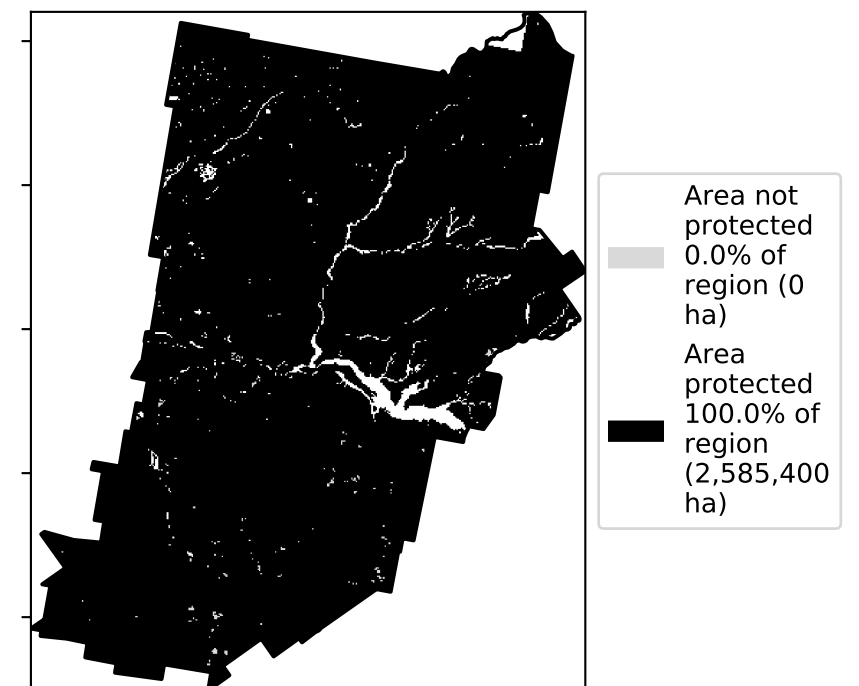 Area not
protected
0.0% of
region (0
ha)
Area
protected
100.0% of
region
(2,585,400
ha)